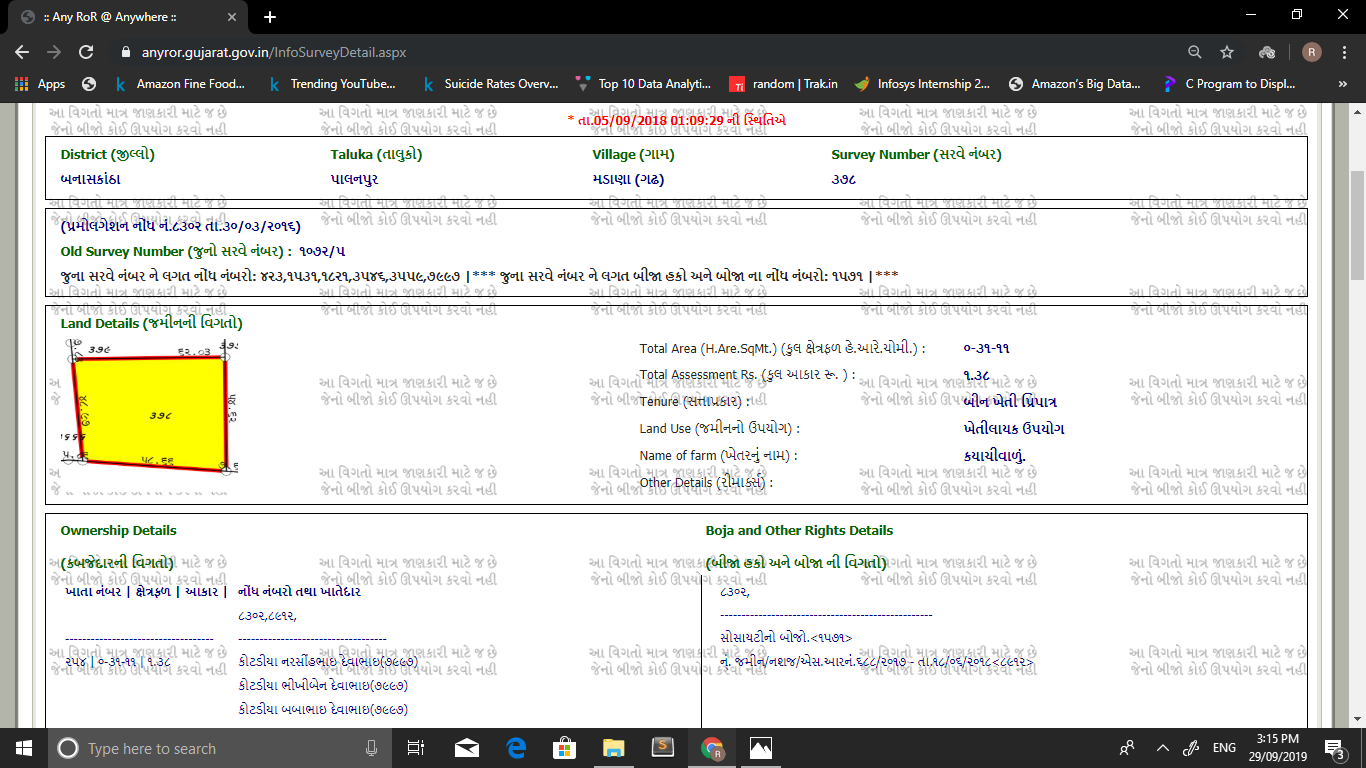 :: Any RoR @ Anywhere ::
anyror.gujarat.gov.in/InfoSurveyDetail.aspx
R
Apps Amazon Fine Food... Trending YouTube... Suicide Rates Overv... Top 10 Data Analyti... random | Trak.in Infosys Internship 2... Amazon's Big Data... C Program to Displ... »
આ વિગતો માત્ર જાણકારી માટે જ છે
જેનો બીજો કોઈ ઊપયોગ કરવો નહી
* તા.05/09/2018 01:09:29 ની સ્થિતિએ
District (જીલ્લો) Taluka (તાલુકો) Village (ગામ) Survey Number (સરવે નંબર)
બનાસકાંઠા પાલનપુર મડાણા (ગઢ) ૩૭૮
(પ્રમોલગેશન નોંધ નં.૮૩૦૨ તા.૩૦/૦૩/૨૦૧૬)
Old Survey Number (જુનો સરવે નંબર) : ૧૦૭૨/૫
જુના સરવે નંબર ને લગત નોંધ નંબરો: ૪૨૩,૧૫૩૧,૧૮૨૧,૩૫૪૬,૩૫૫૯,૭૯૯૭ |*** જુના સરવે નંબર ને લગત બીજા હકો અને બોજા ના નોંધ નંબરો: ૧૫૭૧ |***
Land Details (જમીનની વિગતો)
૩૭૯ ૬૨.૦૩
૩૭૮
૫૮.૬૬
Total Area (H.Are.SqMt.) (કુલ ક્ષેત્રફળ હે.આરે.ચોમી.) : ૦-૩૧-૧૧
Total Assessment Rs. (કુલ આકાર રૂ. ) : ૧.૩૮
Tenure (સત્તાપ્રકાર) : બીન ખેતી પ્રિપાત્ર
Land Use (જમીનનો ઉપયોગ) : ખેતીલાયક ઉપયોગ
Name of farm (ખેતરનું નામ) : કયાચીવાળું.
Other Details (રીમાર્ક્સ) :
Ownership Details Boja and Other Rights Details
(કબજેદારની વિગતો) (બીજા હકો અને બોજા ની વિગતો)
ખાતા નંબર | ક્ષેત્રફળ | આકાર | નોંધ નંબરો તથા ખાતેદાર ૮૩૦૨,
૮૩૦૨,૮૯૧૨,
---------------------------------- ---------------------------------- -------------------------------------------------
સોસાયટીનો બોજો.<૧૫૭૧>
૨૫૪ | ૦-૩૧-૧૧ | ૧.૩૮ કોટડીયા નરસીંહભાઇ દેવાભાઇ(૭૯૯૭) નું. જમીન/નશજ/એસ.આરનં.૬૮૮/૨૦૧૭ - તા.૧૮/૦૬/૨૦૧૮<૮૯૧૨>
કોટડીયા ભીખીબેન દેવાભાઇ(૭૯૯૭)
કોટડીયા બબાભાઇ દેવાભાઇ(૭૯૯૭)
Type here to search
ENG 3:15 PM
29/09/2019 3